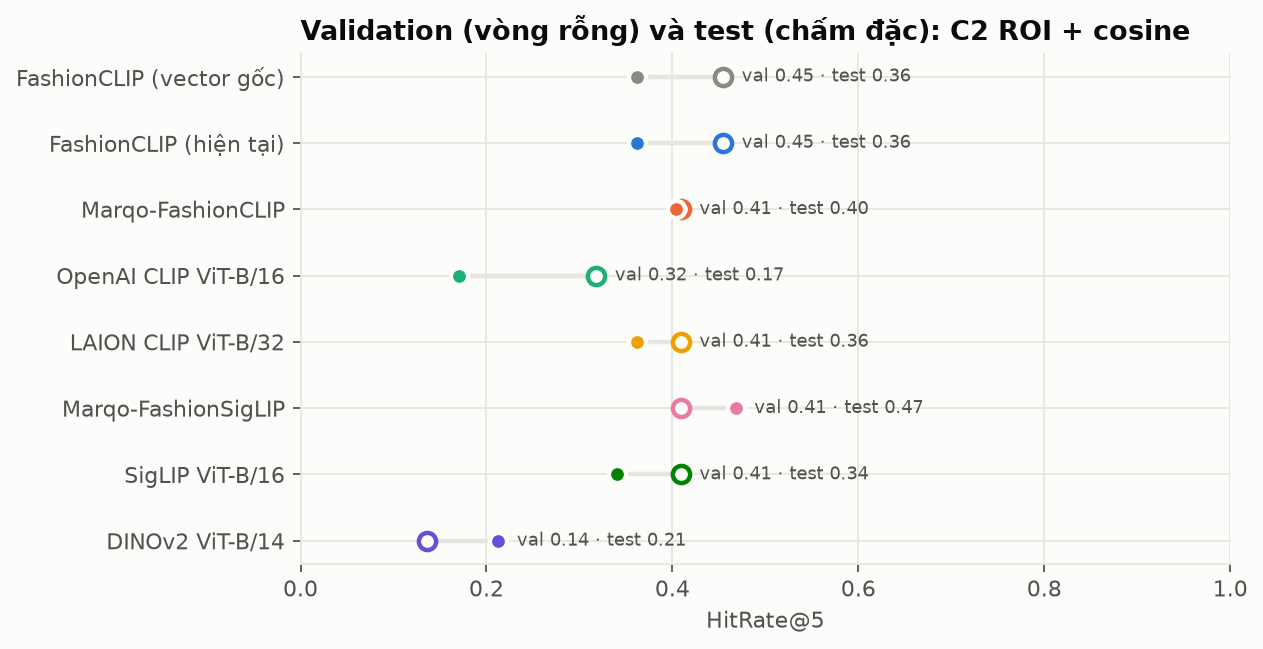 Validation (vòng rỗng) và test (chấm đặc): C2 ROI + cosine
FashionCLIP (vector gốc)
val 0.45 · test 0.36
FashionCLIP (hiện tại)
val 0.45 · test 0.36
Marqo-FashionCLIP
val 0.41 · test 0.40
OpenAI CLIP ViT-B/16
val 0.32 · test 0.17
LAION CLIP ViT-B/32
val 0.41 · test 0.36
Marqo-FashionSigLIP
val 0.41 · test 0.47
SigLIP ViT-B/16
val 0.41 · test 0.34
DINOv2 ViT-B/14
val 0.14 · test 0.21
0.0 0.2 0.4 0.6 0.8 1.0
HitRate@5